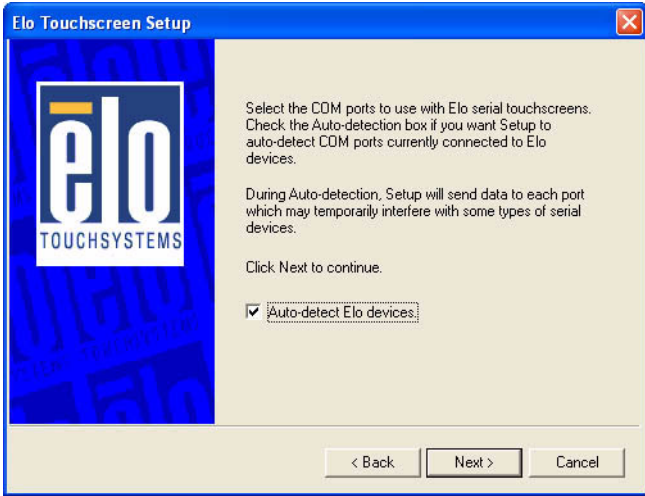 Elo Touchscreen Setup
elo
TOUCHSYSTEMS
Select the COM ports to use with Elo serial touchscreens.
Check the Auto-detection box if you want Setup to
auto-detect COM ports currently connected to Elo
devices.
During Auto-detection, Setup will send data to each port
which may temporarily interfere with some types of serial
devices.
Click Next to continue.
Auto-detect Elo devices.
< Back
Next >
Cancel